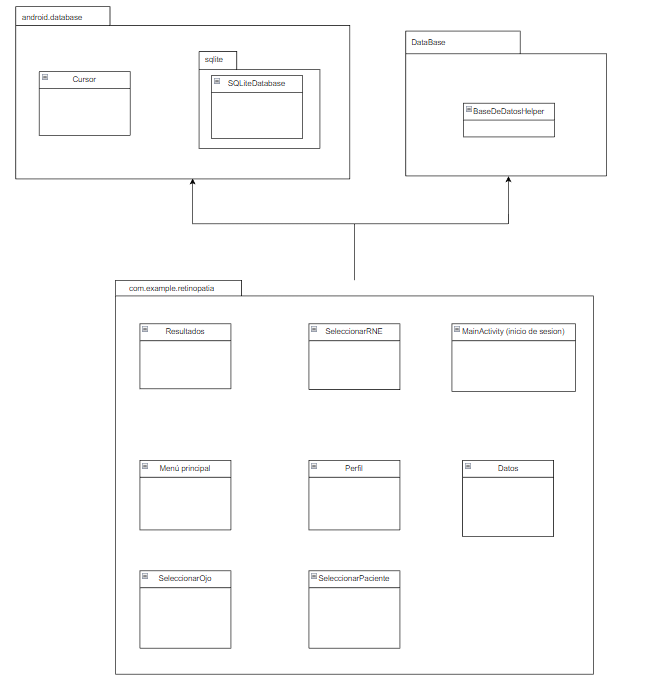 android.database
sqlite
Cursor
SQLiteDatabase
DataBase
BaseDeDatosHelper
com.example.retinopatia
Resultados
SeleccionarRNE
MainActivity (inicio de sesion)
Menú principal
Perfil
Datos
SeleccionarOjo
SeleccionarPaciente